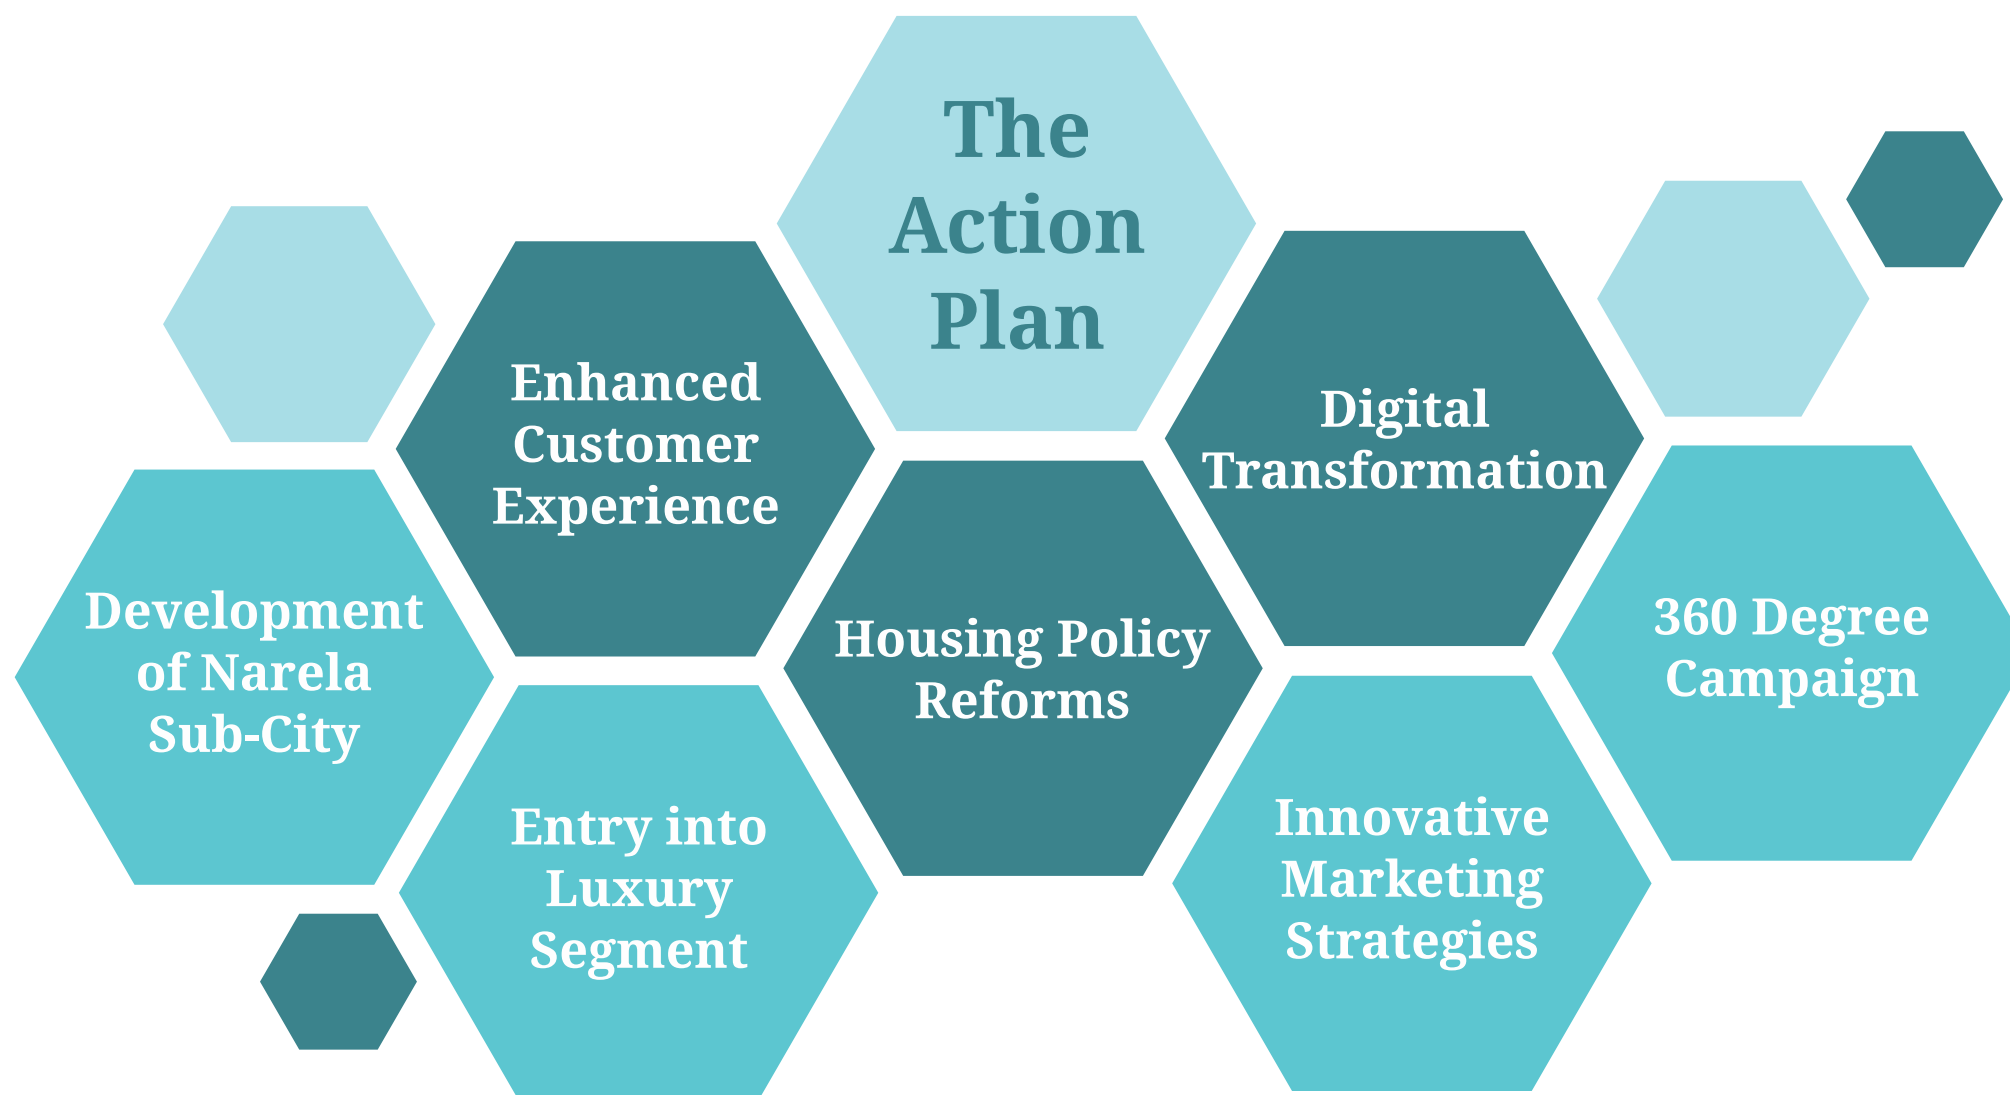 The
Action
Plan
Enhanced
Customer
Experience
Digital
Transformation
Development
of Narela
Sub-City
Housing Policy
Reforms
360 Degree
Campaign
Entry into
Luxury
Segment
Innovative
Marketing
Strategies